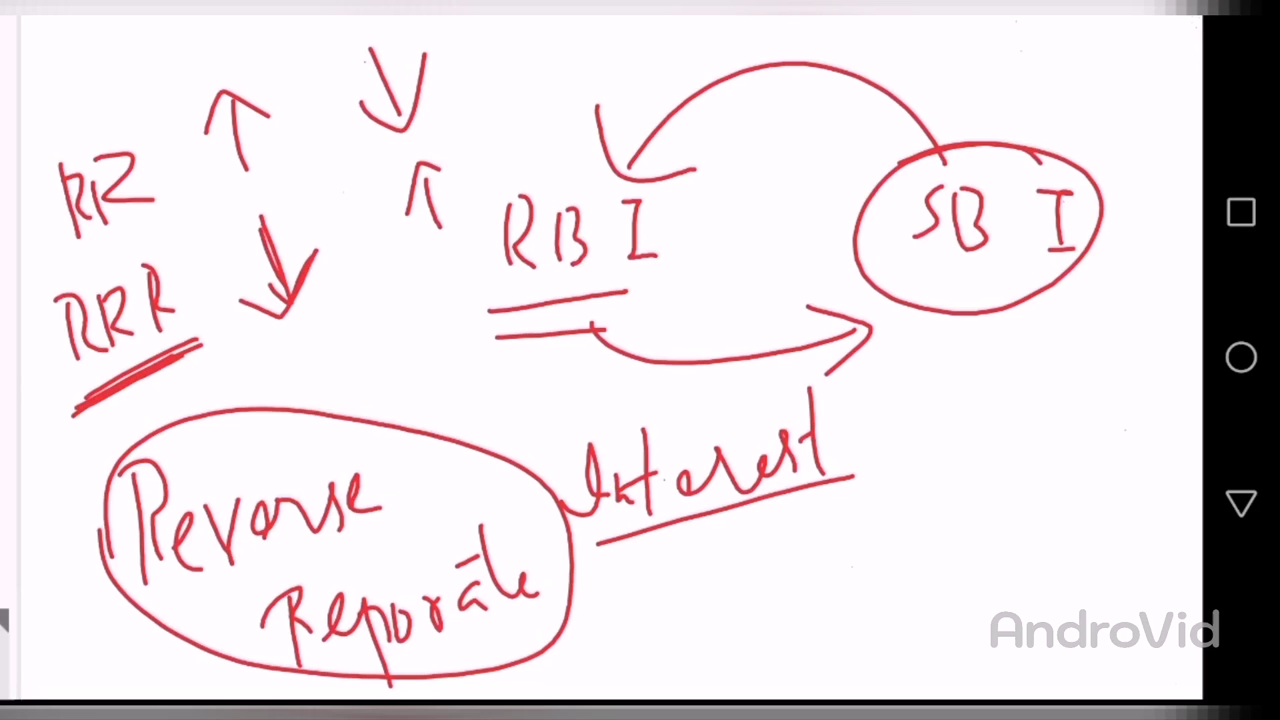 RR
RBI
SBI
RRR
Interest
Reverse
Reporate
AndroVid